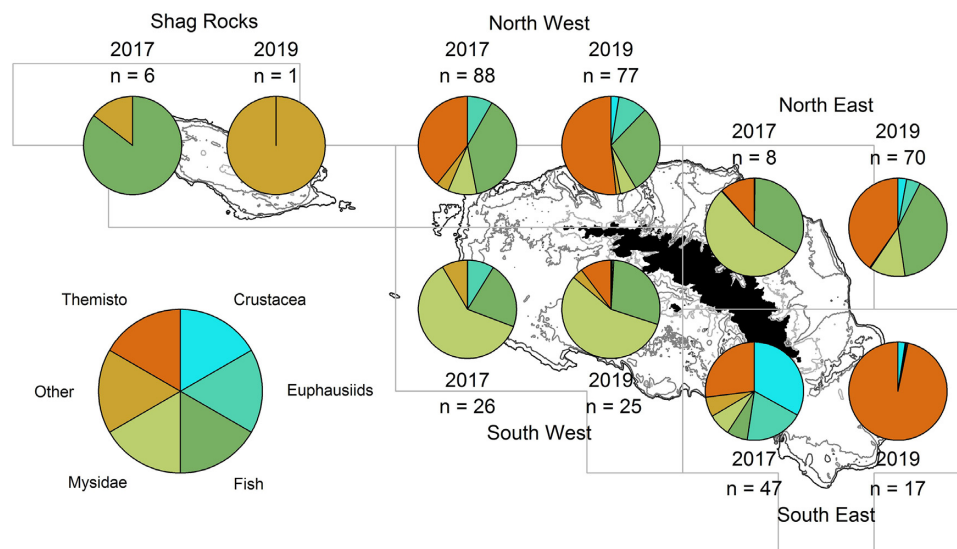 Shag Rocks
2017
n = 6
2019
n = 1
North West
2017
n = 88
2019
n = 77
North East
2017
n = 8
2019
n = 70
Themisto
Crustacea
Other
Euphausiids
Mysidae
Fish
2017
n = 26
2019
n = 25
South West
2017
n = 47
2019
n = 17
South East